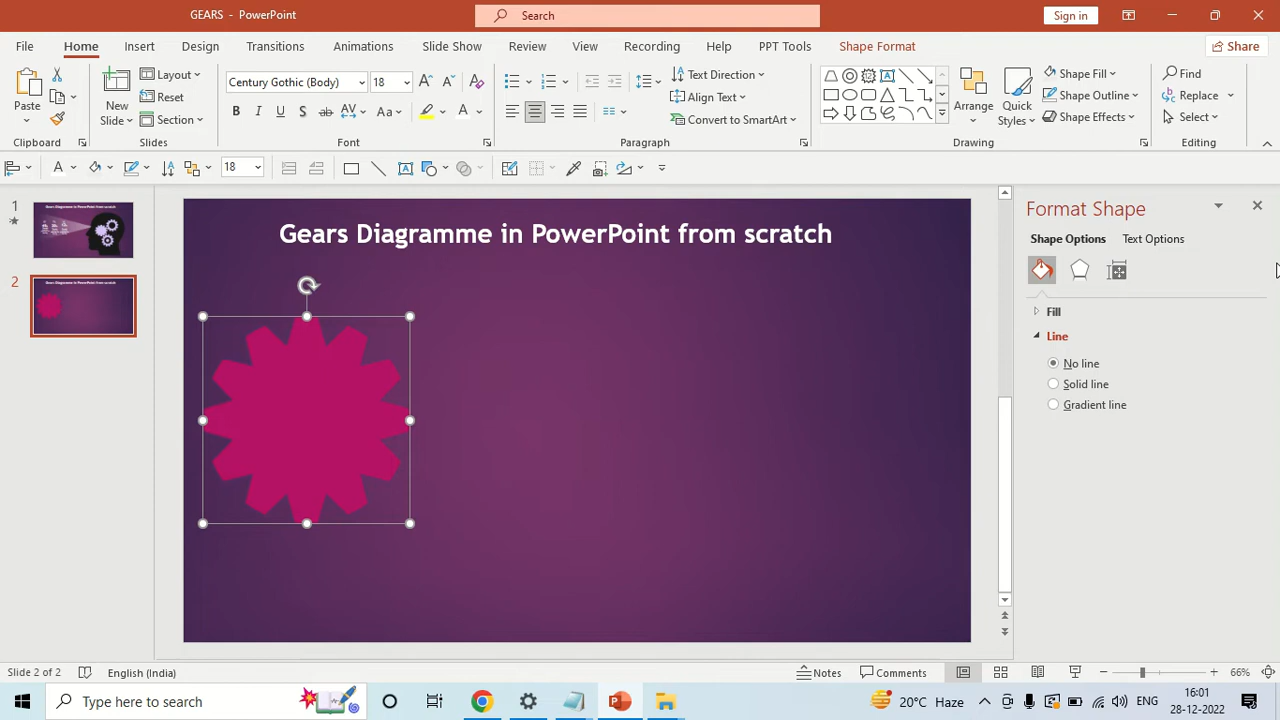 GEARS - PowerPoint
Search
Sign in
File Home Insert Design Transitions Animations Slide Show Review View Recording Help PPT Tools Shape Format
Share
Paste
New
Slide
Layout
Reset
Section
Century Gothic (Body) 18
Text Direction
Align Text
Convert to SmartArt
Arrange
Quick
Styles
Shape Fill
Shape Outline
Shape Effects
Find
Replace
Select
Clipboard
Slides
Font
Paragraph
Drawing
Editing
18
1
2
Gears Diagramme in PowerPoint from scratch
Format Shape
Shape Options Text Options
Fill
Line
No line
Solid line
Gradient line
Slide 2 of 2
English (India)
Notes
Comments
66%
Type here to search
20°C Haze
ENG
16:01
28-12-2022